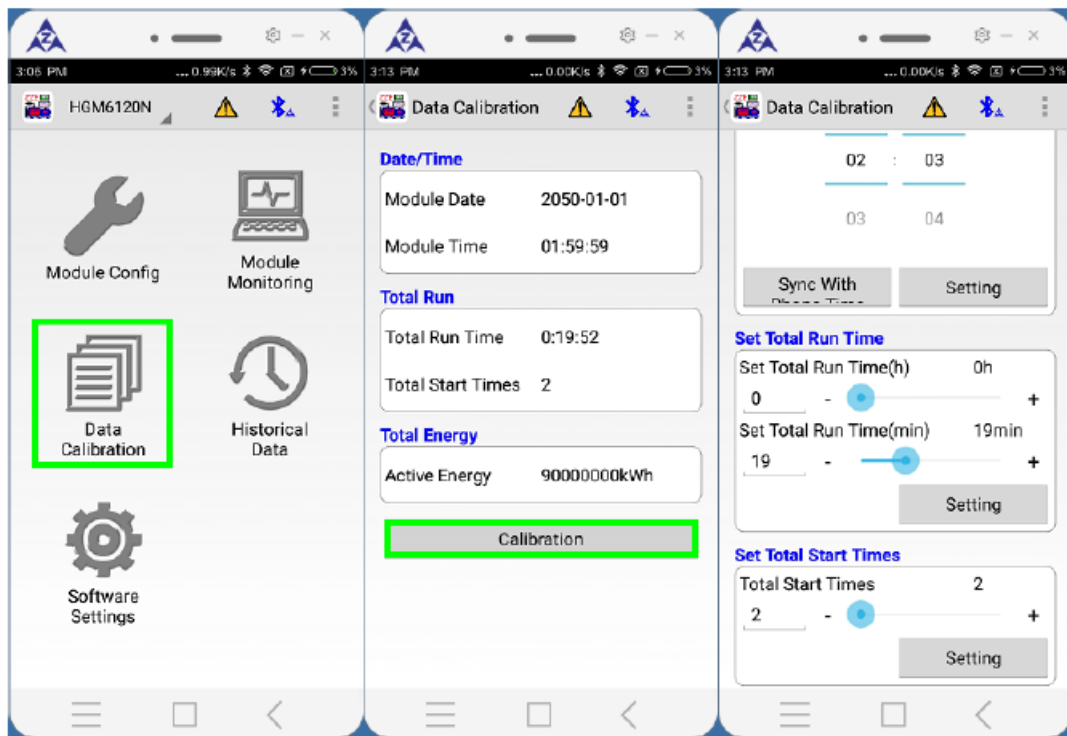 3:06 PM
... 0.99K/s 3%
HGM6120N
Module Config
Module
Monitoring
Data
Calibration
Historical
Data
Software
Settings
3:13 PM
... 0.00K/s 3%
Data Calibration
Date/Time
Module Date 2050-01-01
Module Time 01:59:59
Total Run
Total Run Time 0:19:52
Total Start Times 2
Total Energy
Active Energy 90000000kWh
Calibration
3:13 PM
... 0.00K/s 3%
Data Calibration
02 : 03
03 04
Sync With
Phone Time
Setting
Set Total Run Time
Set Total Run Time(h) 0h
0 - +
Set Total Run Time(min) 19min
19 - +
Setting
Set Total Start Times
Total Start Times 2
2 - +
Setting